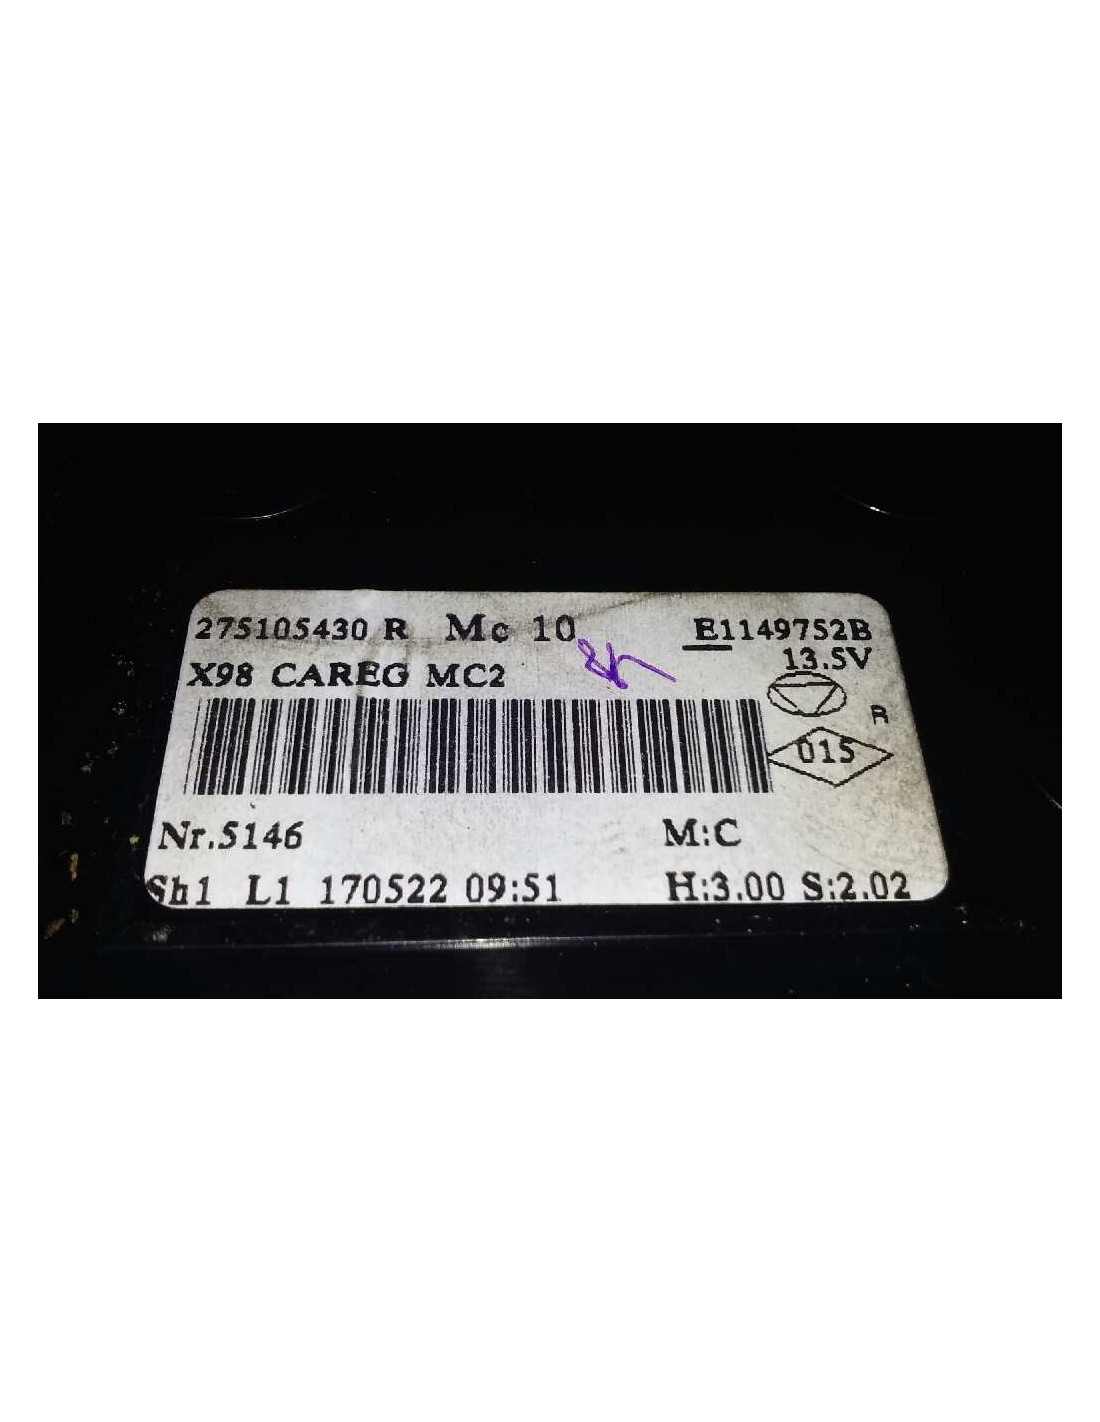 275105430 R Mc 10 E1149752B
X98 CAREG MC2 13.5V
R
015
Nr.5146 M:C
Sh1 L1 170522 09:51 H:3.00 S:2.02